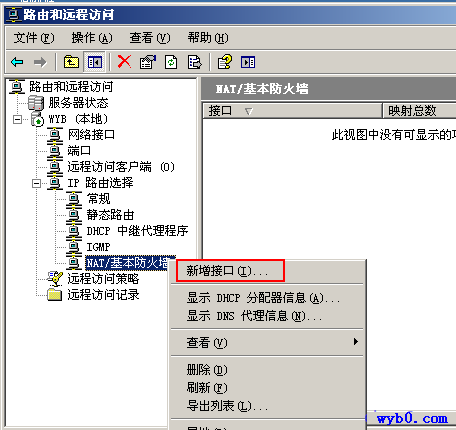 路由和远程访问
文件(F) 操作(A) 查看(V) 帮助(H)
路由和远程访问
服务器状态
WYB (本地)
网络接口
端口
远程访问客户端 (0)
IP 路由选择
常规
静态路由
DHCP 中继代理程序
IGMP
NAT/基本防火墙
远程访问策略
远程访问记录
NAT/基本防火墙
接口 映射总数
此视图中没有可显示的
新增接口(I)...
显示 DHCP 分配器信息(A)...
显示 DNS 代理信息(N)...
查看(V)
删除(D)
刷新(F)
导出列表(L)...
wyb0.com